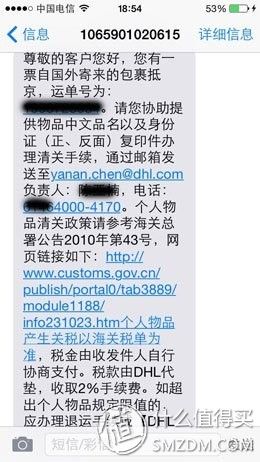 中国电信 18:54 53%
信息 1065901020615 详细信息
尊敬的客户您好，您有一
票自国外寄来的包裹抵
京，运单号为：
。请您协助提
供物品中文品名以及身份
证（正、反面）复印件办
理清关手续，通过邮箱发
送至yanan.chen@dhl.com
负责人：，电话：
64000-4170。个人物
品清关政策请参考海关总
署公告2010年第43号，网
页链接如下：http://
www.customs.gov.cn/
publish/portal0/tab3889/
module1188/
info231023.htm个人物品
产生关税以海关税单为
准，税金由收发件人自行
协商支付。税款由DHL代
垫，收取2%手续费。如超
出个人物品规定限值的，
应办理退运手续或者DHL
短信/彩信
什么值得买
SMZDM.COM